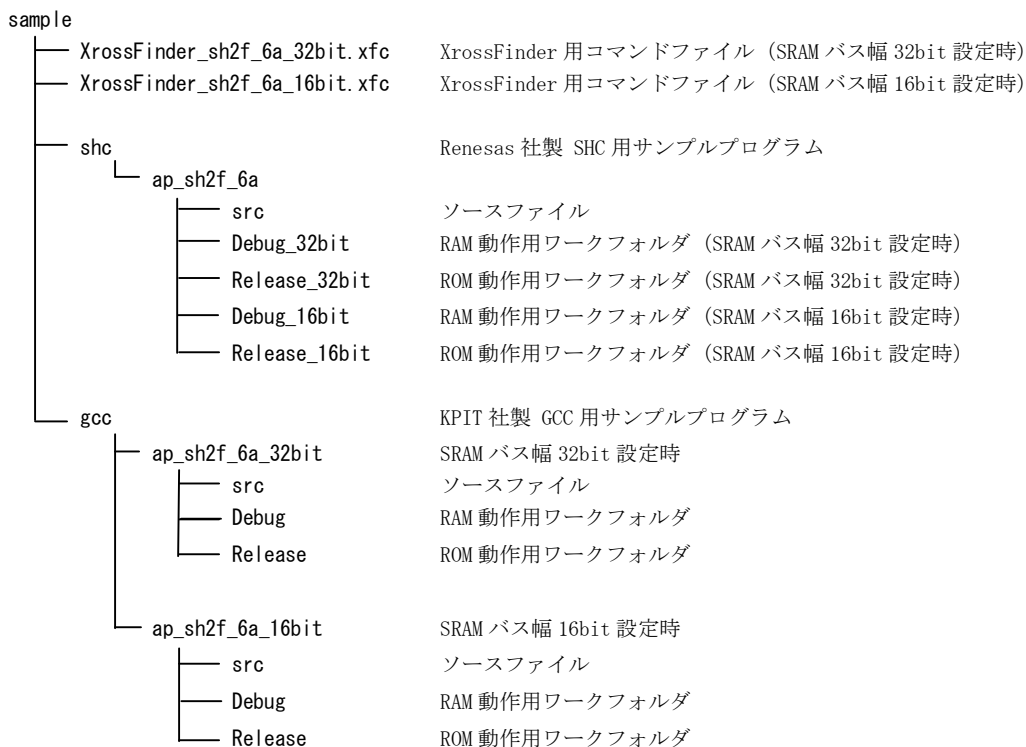 sample
XrossFinder_sh2f_6a_32bit.xfc XrossFinder 用コマンドファイル (SRAM バス幅 32bit 設定時)
XrossFinder_sh2f_6a_16bit.xfc XrossFinder 用コマンドファイル (SRAM バス幅 16bit 設定時)
shc Renesas 社製 SHC 用サンプルプログラム
ap_sh2f_6a
src ソースファイル
Debug_32bit RAM 動作用ワークフォルダ (SRAM バス幅 32bit 設定時)
Release_32bit ROM 動作用ワークフォルダ (SRAM バス幅 32bit 設定時)
Debug_16bit RAM 動作用ワークフォルダ (SRAM バス幅 16bit 設定時)
Release_16bit ROM 動作用ワークフォルダ (SRAM バス幅 16bit 設定時)
gcc KPIT 社製 GCC 用サンプルプログラム
ap_sh2f_6a_32bit SRAM バス幅 32bit 設定時
src ソースファイル
Debug RAM 動作用ワークフォルダ
Release ROM 動作用ワークフォルダ
ap_sh2f_6a_16bit SRAM バス幅 16bit 設定時
src ソースファイル
Debug RAM 動作用ワークフォルダ
Release ROM 動作用ワークフォルダ